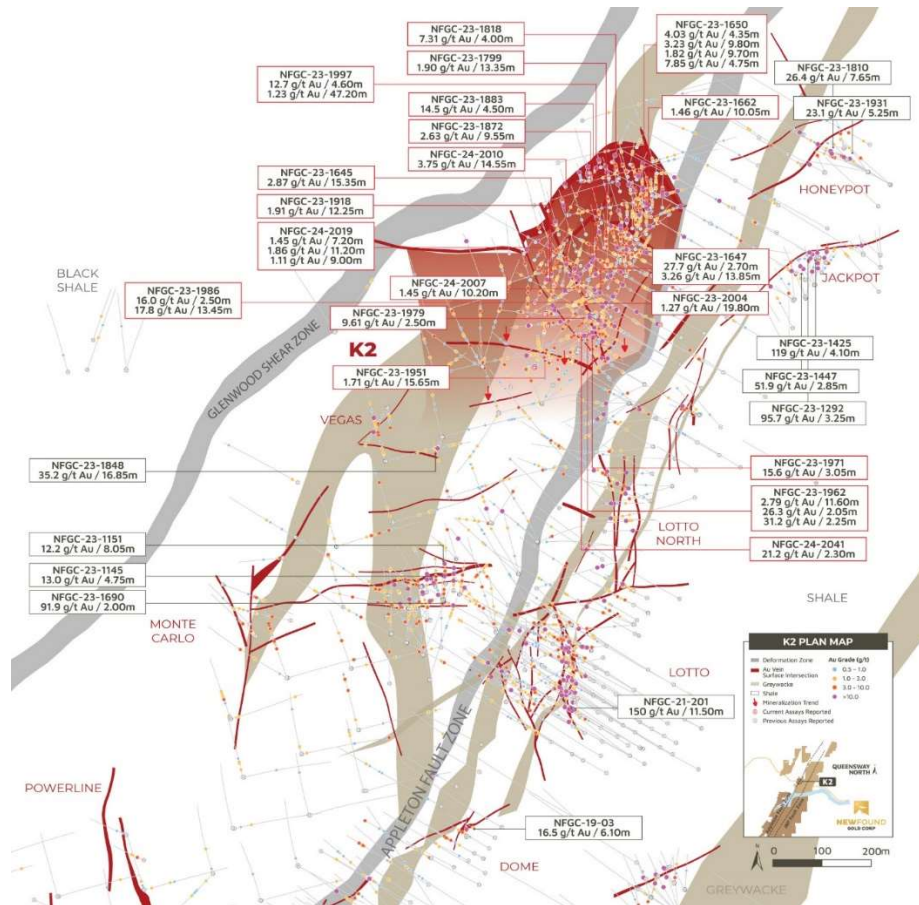 NFGC-23-1818
7.31 g/t Au / 4.00m
NFGC-23-1799
1.90 g/t Au / 13.35m
NFGC-23-1997
12.7 g/t Au / 4.60m
1.23 g/t Au / 47.20m
NFGC-23-1883
14.5 g/t Au / 4.50m
NFGC-23-1872
2.63 g/t Au / 9.55m
NFGC-24-2010
3.75 g/t Au / 14.55m
NFGC-23-1645
2.87 g/t Au / 15.35m
NFGC-23-1918
1.91 g/t Au / 12.25m
NFGC-24-2019
1.45 g/t Au / 7.20m
1.86 g/t Au / 11.20m
1.11 g/t Au / 9.00m
NFGC-23-1650
4.03 g/t Au / 4.35m
3.23 g/t Au / 9.80m
1.82 g/t Au / 9.70m
7.85 g/t Au / 4.75m
NFGC-23-1662
1.46 g/t Au / 10.05m
NFGC-23-1810
26.4 g/t Au / 7.65m
NFGC-23-1931
23.1 g/t Au / 5.25m
HONEYPOT
BLACK
SHALE
NFGC-23-1986
16.0 g/t Au / 2.50m
17.8 g/t Au / 13.45m
NFGC-24-2007
1.45 g/t Au / 10.20m
NFGC-23-1979
9.61 g/t Au / 2.50m
NFGC-23-1647
27.7 g/t Au / 2.70m
3.26 g/t Au / 13.85m
NFGC-23-2004
1.27 g/t Au / 19.80m
JACKPOT
GLENWOOD SHEAR ZONE
K2
NFGC-23-1951
1.71 g/t Au / 15.65m
NFGC-23-1425
119 g/t Au / 4.10m
NFGC-23-1447
51.9 g/t Au / 2.85m
NFGC-23-1292
95.7 g/t Au / 3.25m
VEGAS
NFGC-23-1848
35.2 g/t Au / 16.85m
NFGC-23-1971
15.6 g/t Au / 3.05m
NFGC-23-1962
2.79 g/t Au / 11.60m
26.3 g/t Au / 2.05m
31.2 g/t Au / 2.25m
NFGC-24-2041
21.2 g/t Au / 2.30m
LOTTO
NORTH
NFGC-23-1151
12.2 g/t Au / 8.05m
NFGC-23-1145
13.0 g/t Au / 4.75m
NFGC-23-1690
91.9 g/t Au / 2.00m
MONTE
CARLO
SHALE
LOTTO
NFGC-21-201
150 g/t Au / 11.50m
POWERLINE
APPLETON FAULT ZONE
NFGC-19-03
16.5 g/t Au / 6.10m
DOME
GREYWACKE
K2 PLAN MAP
Deformation Zone
Au Vein
Surface Intersection
Greywacke
Shale
Mineralization Trend
Current Assays Reported
Previous Assays Reported
Au Grade (g/t)
0.5 - 1.0
1.0 - 3.0
3.0 - 10.0
>10.0
QUEENSWAY
NORTH
K2
NEWFOUND
GOLD CORP
0 100 200m